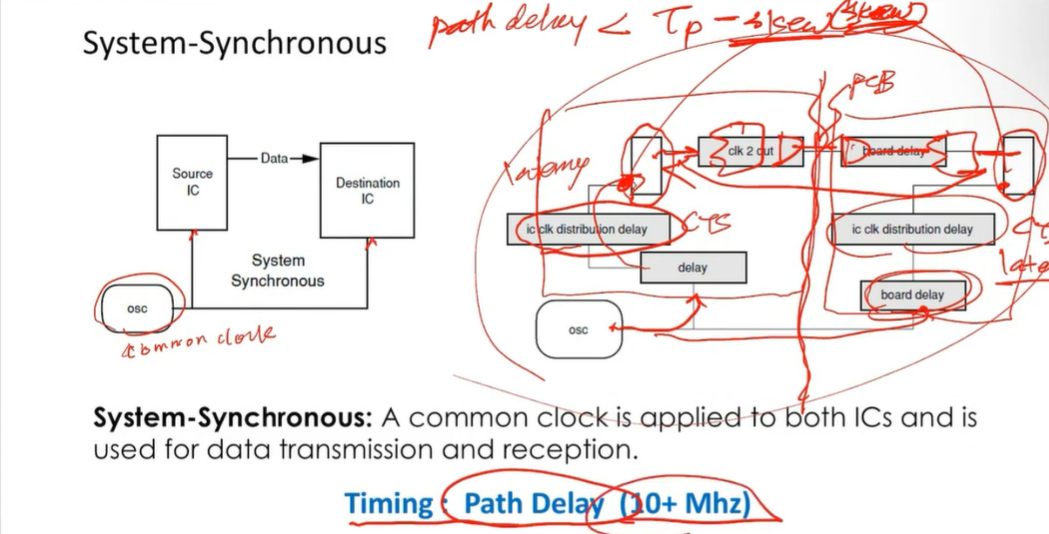 System-Synchronous
path delay < Tp - skew (skew)
PCB
Source IC
Data
Destination IC
System Synchronous
osc
common clock
latency
clk 2 out
board delay
ic clk distribution delay
CTS
ic clk distribution delay
delay
board delay
osc
System-Synchronous: A common clock is applied to both ICs and is
used for data transmission and reception.
Timing : Path Delay (10+ Mhz)